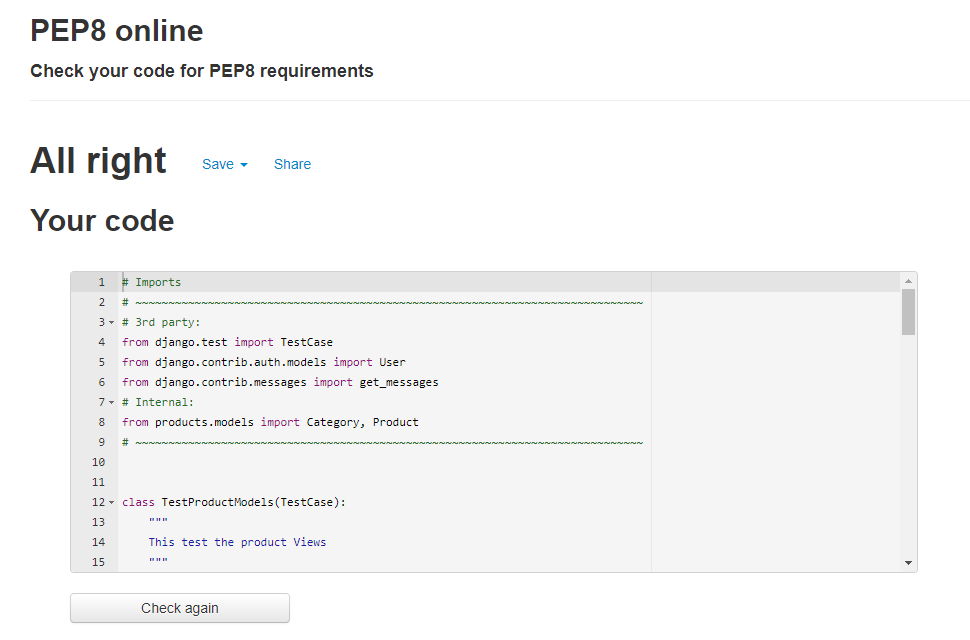 PEP8 online
Check your code for PEP8 requirements
All right Save Share
Your code
1 # Imports
2 # ~~~~~~~~~~~~~~~~~~~~~~~~~~~~~~~~~~~~~~~~~~~~~~~~~~~~~~~~~~~~~~~~~~~~~~~~~~~~~
3 # 3rd party:
4 from django.test import TestCase
5 from django.contrib.auth.models import User
6 from django.contrib.messages import get_messages
7 # Internal:
8 from products.models import Category, Product
9 # ~~~~~~~~~~~~~~~~~~~~~~~~~~~~~~~~~~~~~~~~~~~~~~~~~~~~~~~~~~~~~~~~~~~~~~~~~~~~~
10
11
12 class TestProductModels(TestCase):
13     """
14     This test the product Views
15     """
Check again